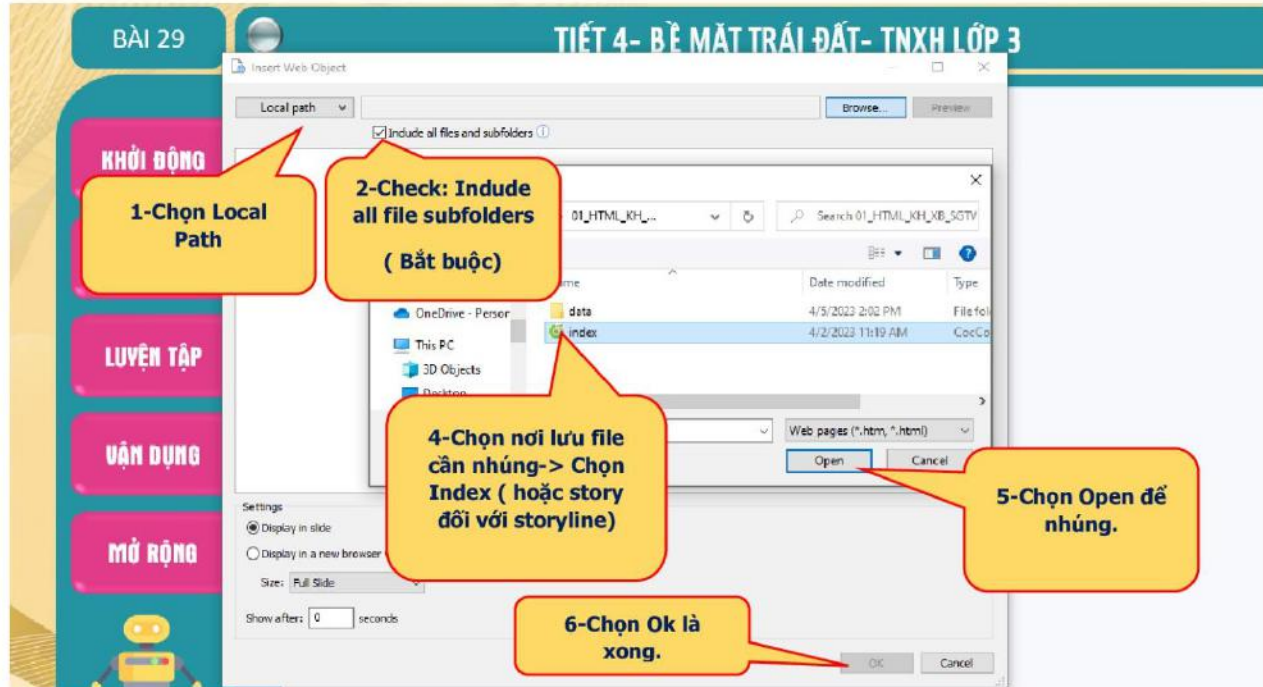 BÀI 29
TIẾT 4- BỀ MẶT TRÁI ĐẤT- TNXH LỚP 3
Insert Web Object
Local path
Browse...
Preview
Include all files and subfolders
KHỞI ĐỘNG
1-Chọn Local
Path
2-Check: Indude
all file subfolders
( Bắt buộc)
01_HTML_KH_...
Search 01_HTML_KH_XB_SGTV
Date modified
Type
OneDrive - Person
data
4/5/2023 2:02 PM
File fol
index
4/2/2023 11:19 AM
CocCo
This PC
3D Objects
Desktop
LUYỆN TẬP
4-Chọn nơi lưu file
cần nhúng-> Chọn
Index ( hoặc story
đối với storyline)
Web pages (*.htm, *.html)
Open
Cancel
VẬN DỤNG
5-Chọn Open để
nhúng.
Settings
Display in slide
Display in a new browser
MỞ RỘNG
Size: Full Slide
Show after: 0 seconds
6-Chọn Ok là
xong.
OK
Cancel